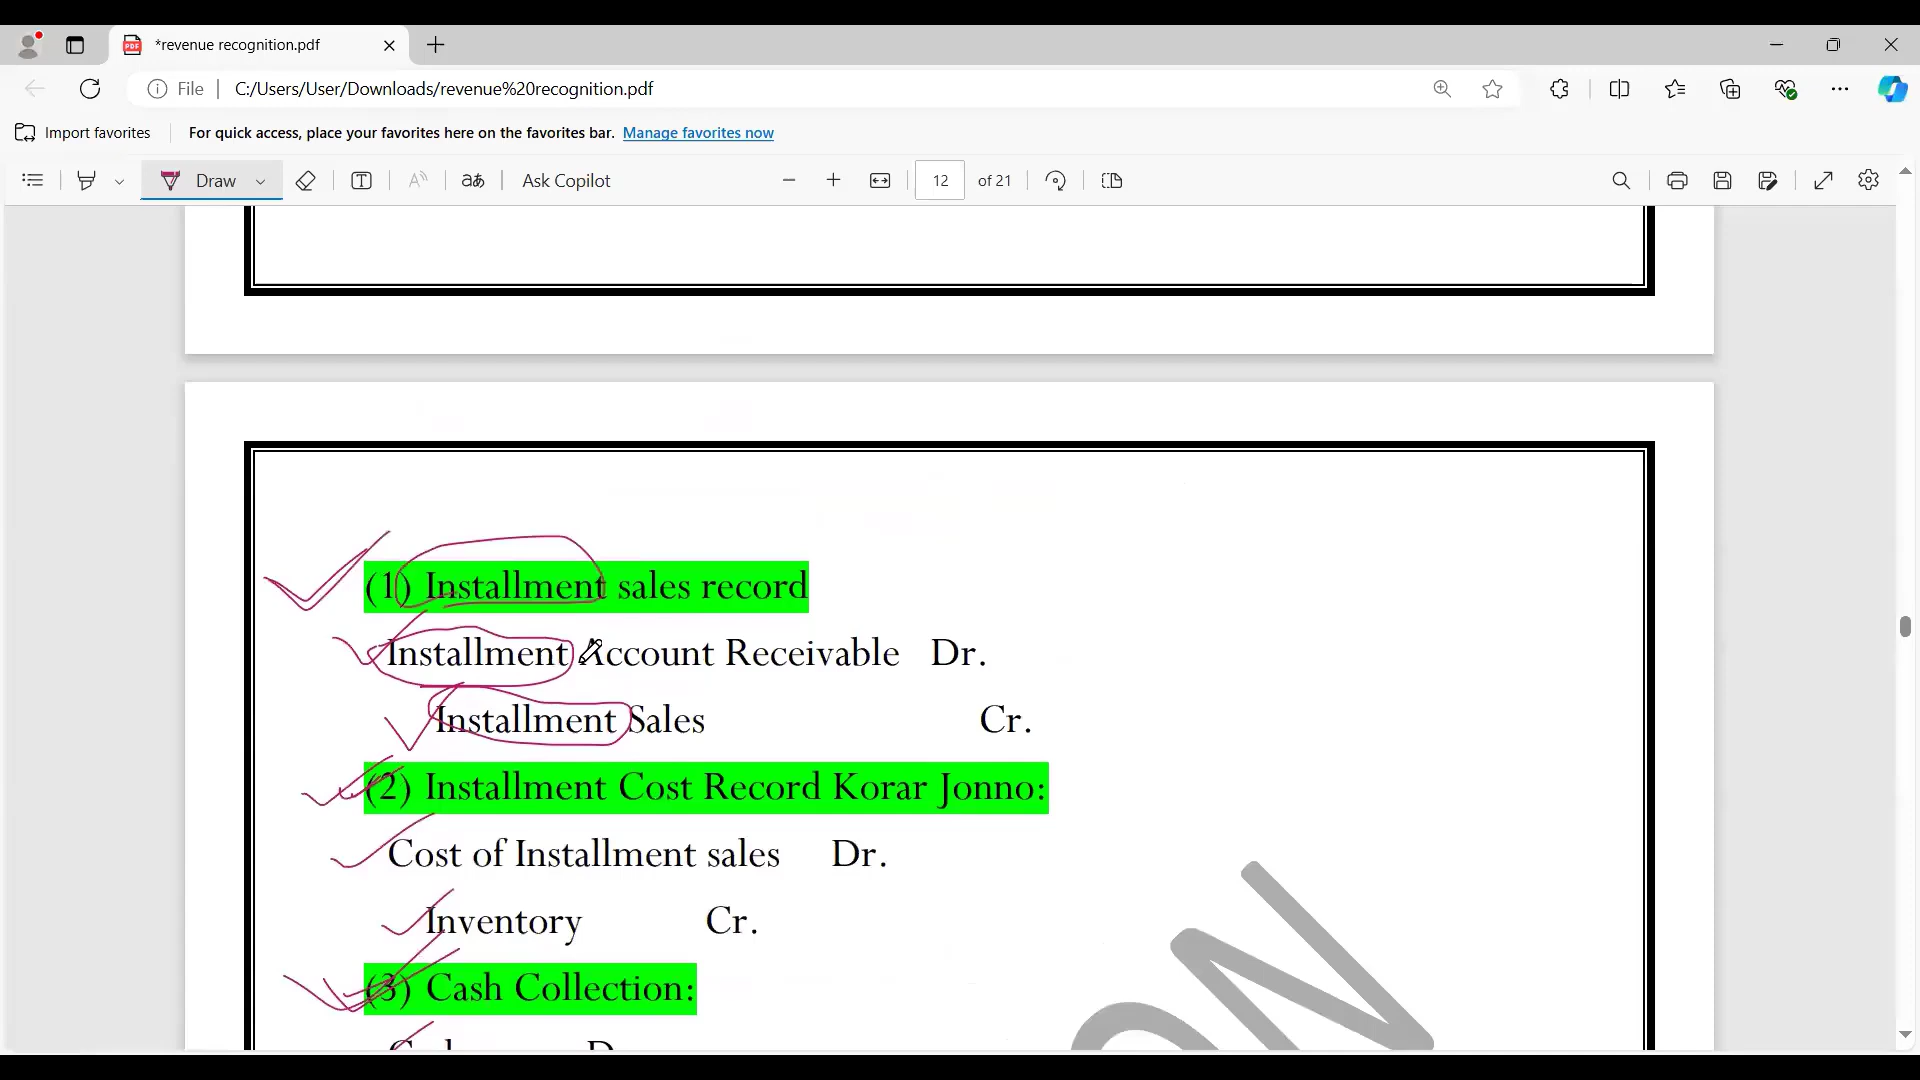 *revenue recognition.pdf
File
C:/Users/User/Downloads/revenue%20recognition.pdf
Import favorites
For quick access, place your favorites here on the favorites bar. Manage favorites now
Draw
aあ
Ask Copilot
12 of 21
(1) Installment sales record
Installment Account Receivable Dr.
Installment Sales Cr.
(2) Installment Cost Record Korar Jonno:
Cost of Installment sales Dr.
Inventory Cr.
(3) Cash Collection: